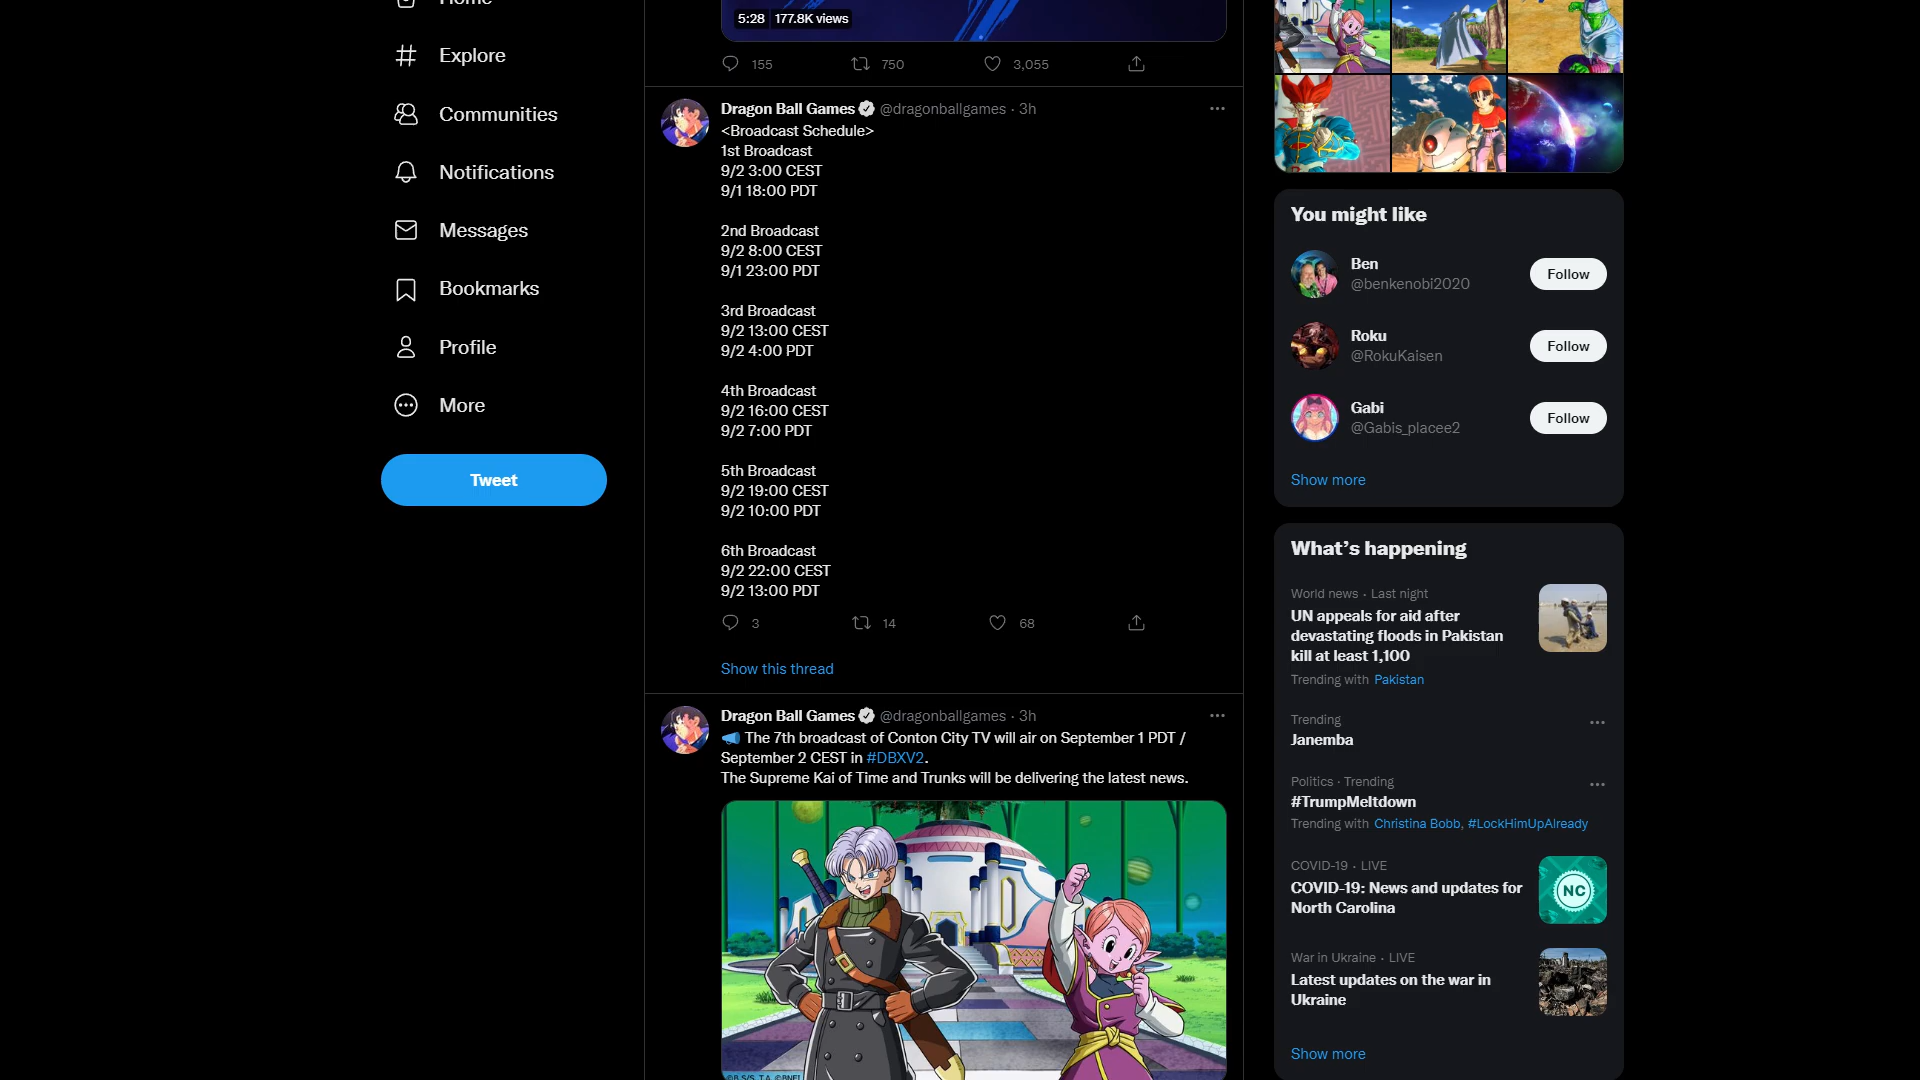 Home
Explore
Communities
Notifications
Messages
Bookmarks
Profile
More
Tweet
5:28 177.8K views
155 750 3,055
Dragon Ball Games @dragonballgames · 3h
<Broadcast Schedule>
1st Broadcast
9/2 3:00 CEST
9/1 18:00 PDT
2nd Broadcast
9/2 8:00 CEST
9/1 23:00 PDT
3rd Broadcast
9/2 13:00 CEST
9/2 4:00 PDT
4th Broadcast
9/2 16:00 CEST
9/2 7:00 PDT
5th Broadcast
9/2 19:00 CEST
9/2 10:00 PDT
6th Broadcast
9/2 22:00 CEST
9/2 13:00 PDT
3 14 68
Show this thread
Dragon Ball Games @dragonballgames · 3h
The 7th broadcast of Conton City TV will air on September 1 PDT /
September 2 CEST in #DBXV2.
The Supreme Kai of Time and Trunks will be delivering the latest news.
You might like
Ben
@benkenobi2020
Follow
Roku
@RokuKaisen
Follow
Gabi
@Gabis_placee2
Follow
Show more
What's happening
World news · Last night
UN appeals for aid after
devastating floods in Pakistan
kill at least 1,100
Trending with Pakistan
Trending
Janemba
Politics · Trending
#TrumpMeltdown
Trending with Christina Bobb, #LockHimUpAlready
COVID-19 · LIVE
COVID-19: News and updates for
North Carolina
NC
War in Ukraine · LIVE
Latest updates on the war in
Ukraine
Show more